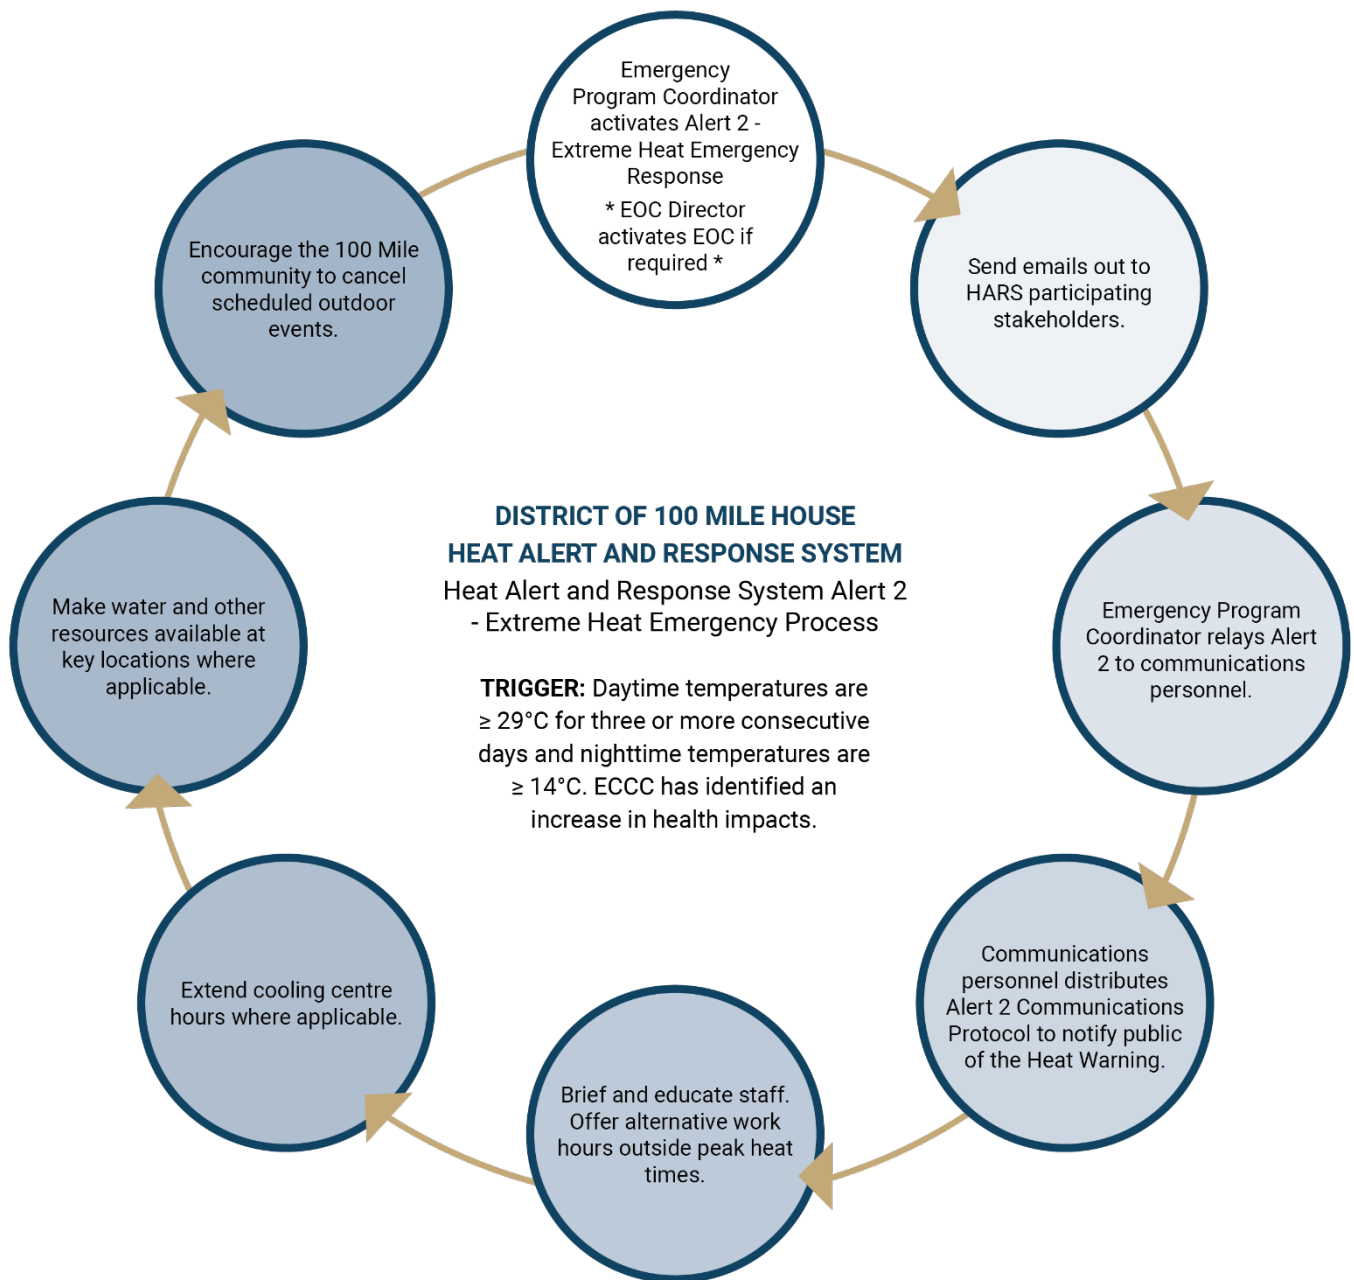 Emergency
Program Coordinator
activates Alert 2 -
Extreme Heat Emergency
Response
* EOC Director
activates EOC if
required *
Send emails out to
HARS participating
stakeholders.
Emergency Program
Coordinator relays Alert
2 to communications
personnel.
Communications
personnel distributes
Alert 2 Communications
Protocol to notify public
of the Heat Warning.
Brief and educate staff.
Offer alternative work
hours outside peak heat
times.
Extend cooling centre
hours where applicable.
Make water and other
resources available at
key locations where
applicable.
Encourage the 100 Mile
community to cancel
scheduled outdoor
events.
DISTRICT OF 100 MILE HOUSE
HEAT ALERT AND RESPONSE SYSTEM
Heat Alert and Response System Alert 2
- Extreme Heat Emergency Process
TRIGGER: Daytime temperatures are
≥ 29°C for three or more consecutive
days and nighttime temperatures are
≥ 14°C. ECCC has identified an
increase in health impacts.